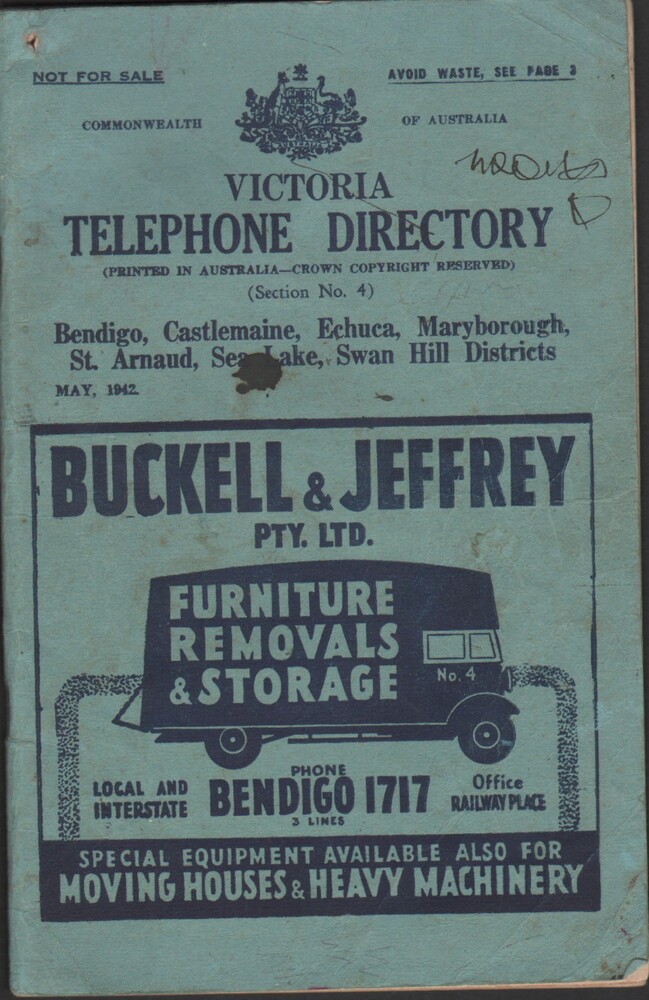 NOT FOR SALE
AVOID WASTE, SEE PAGE 3
COMMONWEALTH OF AUSTRALIA
AUSTRALIA
VICTORIA
TELEPHONE DIRECTORY
(PRINTED IN AUSTRALIA—CROWN COPYRIGHT RESERVED)
(Section No. 4)
Bendigo, Castlemaine, Echuca, Maryborough,
St. Arnaud, Sea Lake, Swan Hill Districts
MAY, 1942.
BUCKELL & JEFFREY
PTY. LTD.
FURNITURE
REMOVALS
& STORAGE
No. 4
LOCAL AND
INTERSTATE
PHONE
BENDIGO 1717
3 LINES
Office
RAILWAY PLACE
SPECIAL EQUIPMENT AVAILABLE ALSO FOR
MOVING HOUSES & HEAVY MACHINERY